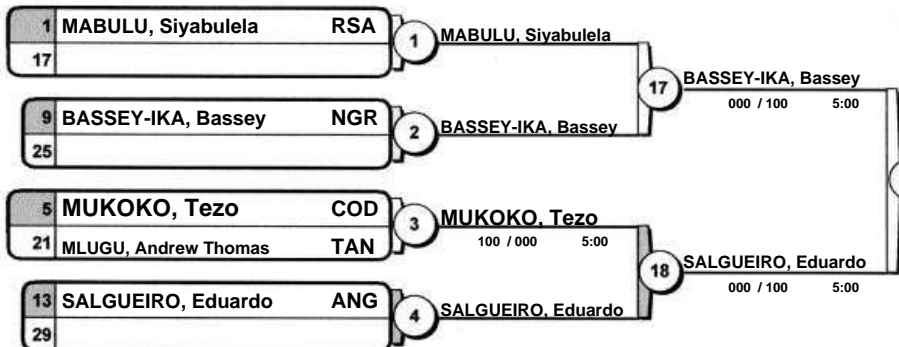 1 MABULU, Siyabulela RSA
17
1 MABULU, Siyabulela
9 BASSEY-IKA, Bassey NGR
25
2 BASSEY-IKA, Bassey
17 BASSEY-IKA, Bassey
000 / 100 5:00
5 MUKOKO, Tezo COD
21 MLUGU, Andrew Thomas TAN
3 MUKOKO, Tezo
100 / 000 5:00
13 SALGUEIRO, Eduardo ANG
29
4 SALGUEIRO, Eduardo
18 SALGUEIRO, Eduardo
000 / 100 5:00